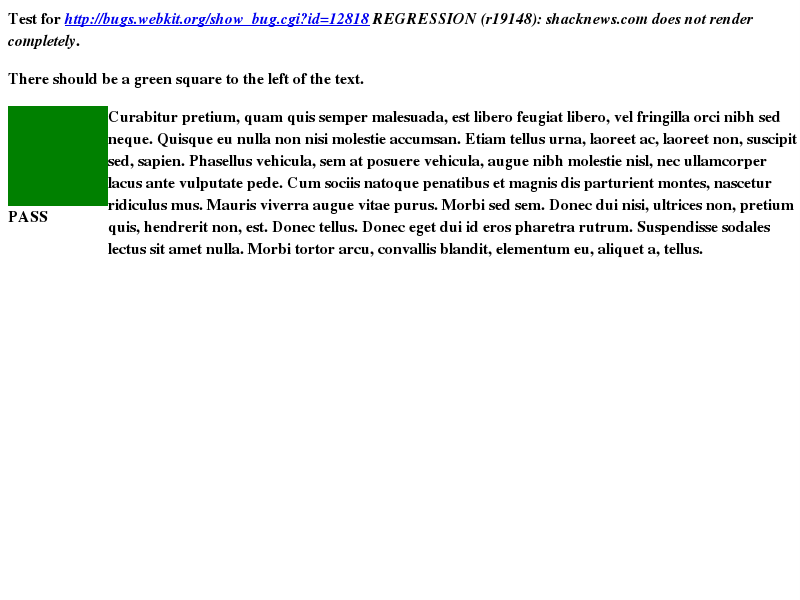 Test for http://bugs.webkit.org/show_bug.cgi?id=12818 REGRESSION (r19148): shacknews.com does not render
completely.
There should be a green square to the left of the text.
Curabitur pretium, quam quis semper malesuada, est libero feugiat libero, vel fringilla orci nibh sed
neque. Quisque eu nulla non nisi molestie accumsan. Etiam tellus urna, laoreet ac, laoreet non, suscipit
sed, sapien. Phasellus vehicula, sem at posuere vehicula, augue nibh molestie nisl, nec ullamcorper
lacus ante vulputate pede. Cum sociis natoque penatibus et magnis dis parturient montes, nascetur
ridiculus mus. Mauris viverra augue vitae purus. Morbi sed sem. Donec dui nisi, ultrices non, pretium
quis, hendrerit non, est. Donec tellus. Donec eget dui id eros pharetra rutrum. Suspendisse sodales
lectus sit amet nulla. Morbi tortor arcu, convallis blandit, elementum eu, aliquet a, tellus.
PASS